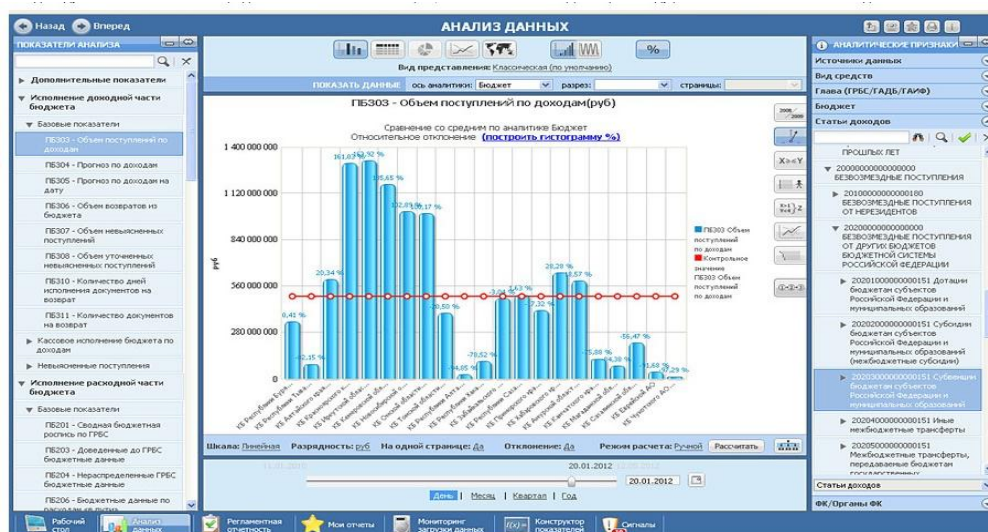 Назад Вперед
АНАЛИЗ ДАННЫХ
ПОКАЗАТЕЛИ АНАЛИЗА
Дополнительные показатели
Исполнение доходной части
бюджета
Базовые показатели
ПБ303 - Объем поступлений по
доходам
ПБ304 - Прогноз по доходам
ПБ305 - Прогноз по доходам на
дату
ПБ306 - Объем возвратов из
бюджета
ПБ307 - Объем невыясненных
поступлений
ПБ308 - Объем уточненных
невыясненных поступлений
ПБ310 - Количество дней
исполнения документов на
возврат
ПБ311 - Количество документов
на возврат
Кассовое исполнение бюджета по
доходам
Невыясненные поступления
Исполнение расходной части
бюджета
Базовые показатели
ПБ201 - Сводная бюджетная
роспись по ГРБС
ПБ203 - Доведенные до ГРБС
бюджетные данные
ПБ204 - Нераспределенные ГРБС
бюджетные данные
ПБ206 - Бюджетные данные по
%
Вид представления: Классическая (по умолчанию)
ПОКАЗАТЬ ДАННЫЕ ось аналитики: Бюджет разрез: страницы:
ПБ303 - Объем поступлений по доходам(руб)
Сравнение со средним по аналитике Бюджет
Относительное отклонение (построить гистограмму %)
1 400 000 000
1 120 000 000
840 000 000
560 000 000
280 000 000
0
руб
20,34 %
-70,52 %
28,28 %
-56,47 %
ПБ303 Объем
поступлений
по доходам
Контрольное
значение
ПБ303 Объем
поступлений
по доходам
Шкала: Линейная Разрядность: руб На одной странице: Да Отклонение: Да Режим расчета: Ручной Рассчитать
20.01.2012
20.01.2012
День | Месяц | Квартал | Год
АНАЛИТИЧЕСКИЕ ПРИЗНАКИ
Источники данных
Вид средств
Глава (ГРБС/ГАДБ/ГАИФ)
Бюджет
Статьи доходов
ПРОШЛЫХ ЛЕТ
БЕЗВОЗМЕЗДНЫЕ ПОСТУПЛЕНИЯ
БЕЗВОЗМЕЗДНЫЕ ПОСТУПЛЕНИЯ
ОТ НЕРЕЗИДЕНТОВ
БЕЗВОЗМЕЗДНЫЕ ПОСТУПЛЕНИЯ
ОТ ДРУГИХ БЮДЖЕТОВ
БЮДЖЕТНОЙ СИСТЕМЫ
РОССИЙСКОЙ ФЕДЕРАЦИИ
20201000000000151 Дотации
бюджетам субъектов
Российской Федерации и
муниципальных образований
20202000000000151 Субсидии
бюджетам субъектов
Российской Федерации и
муниципальных образований
(межбюджетные субсидии)
20203000000000151 Субвенции
бюджетам субъектов
Российской Федерации и
муниципальных образований
20204000000000151 Иные
межбюджетные трансферты
20205000000000151
Межбюджетные трансферты,
передаваемые бюджетам
государственных
Статьи доходов
ФК/Органы ФК
Рабочий
стол
Анализ
данных
Регламентная
отчетность
Мои отчеты
Мониторинг
загрузки данных
Конструктор
показателей
Сигналы